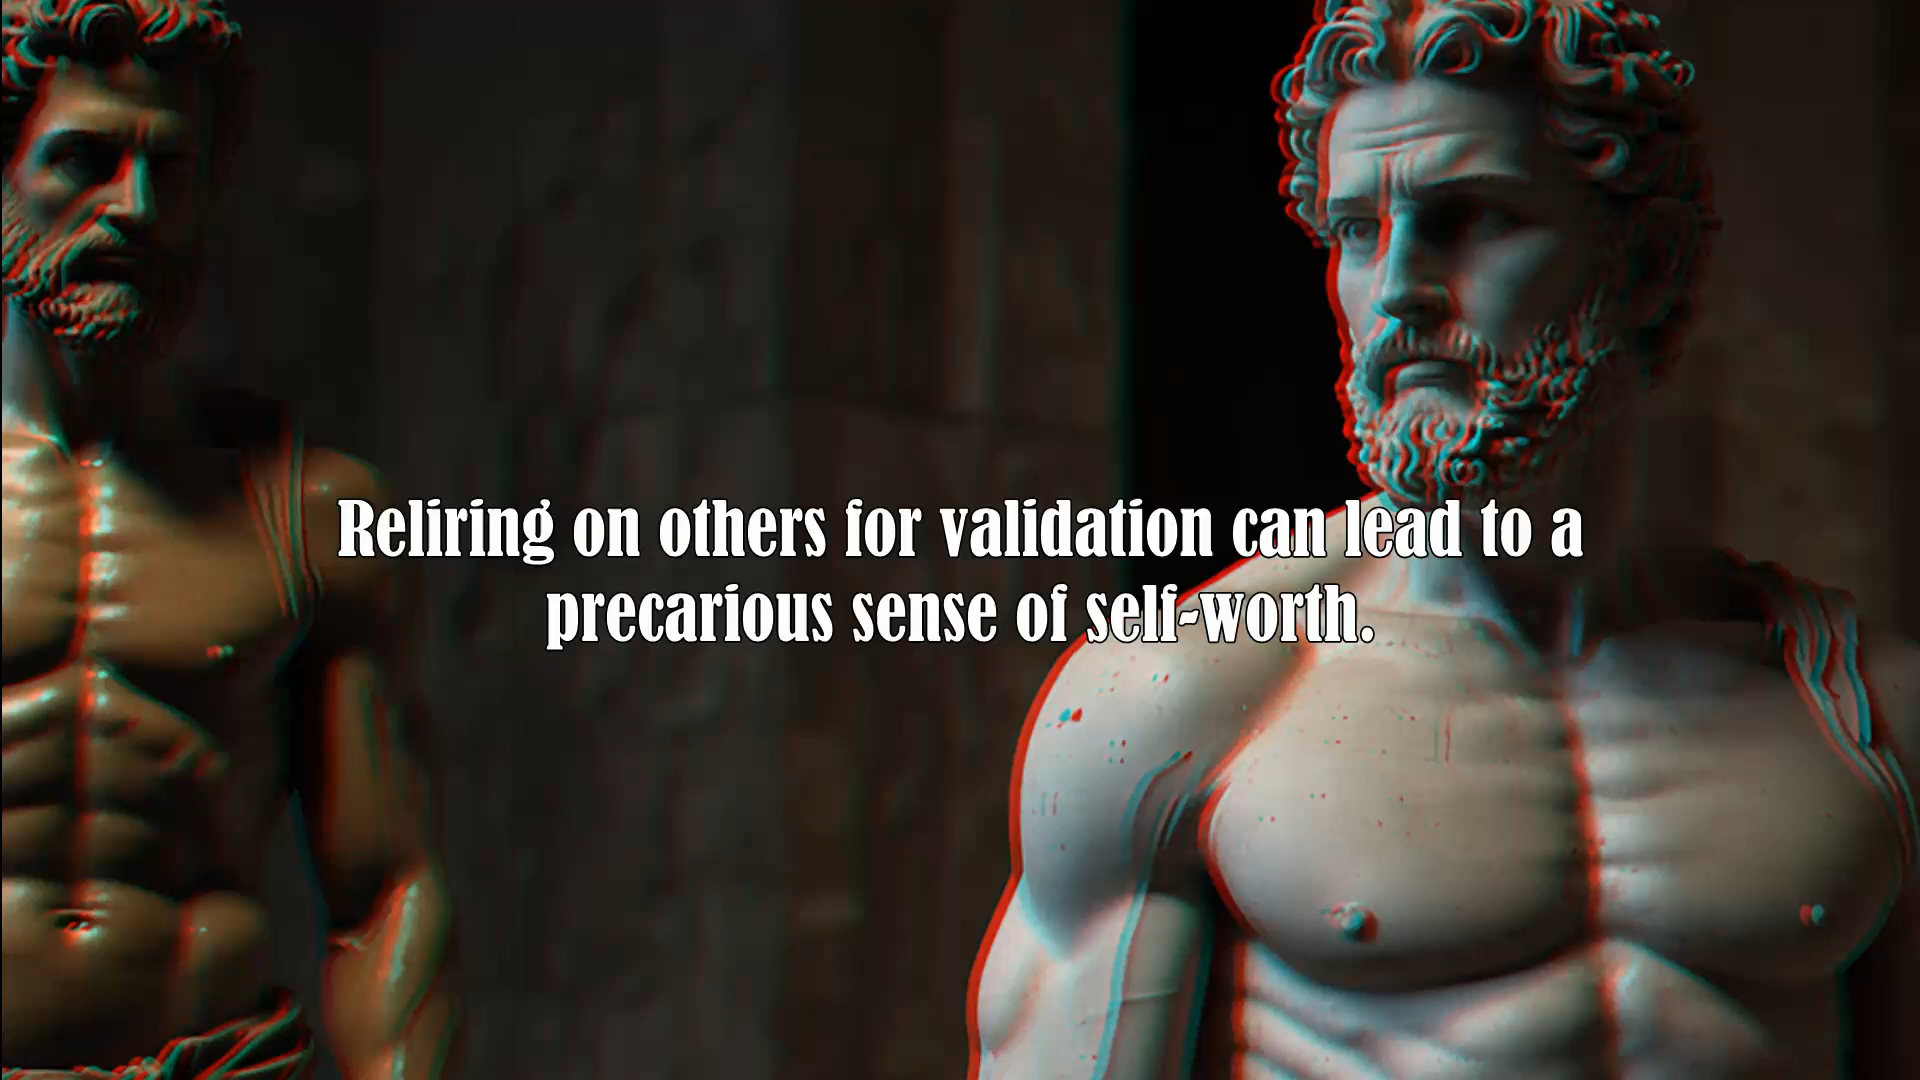 Reliring on others for validation can lead to a
precarious sense of self-worth.